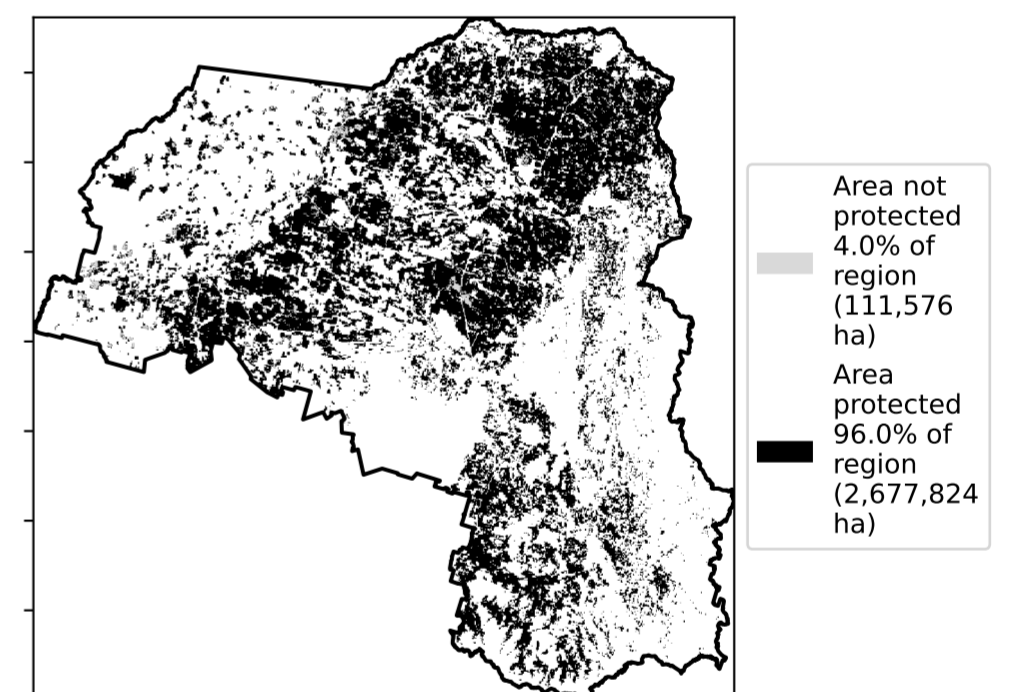 Area not
protected
4.0% of
region
(111,576
ha)
Area
protected
96.0% of
region
(2,677,824
ha)